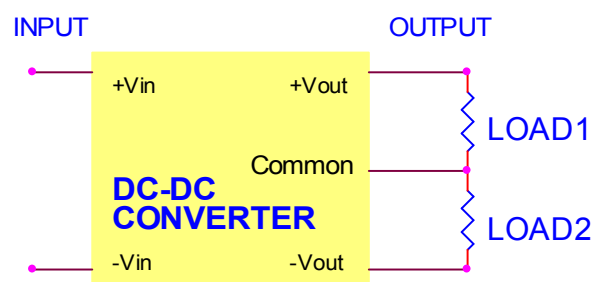 INPUT OUTPUT
+Vin +Vout
LOAD1
Common
DC-DC
CONVERTER
LOAD2
-Vin -Vout